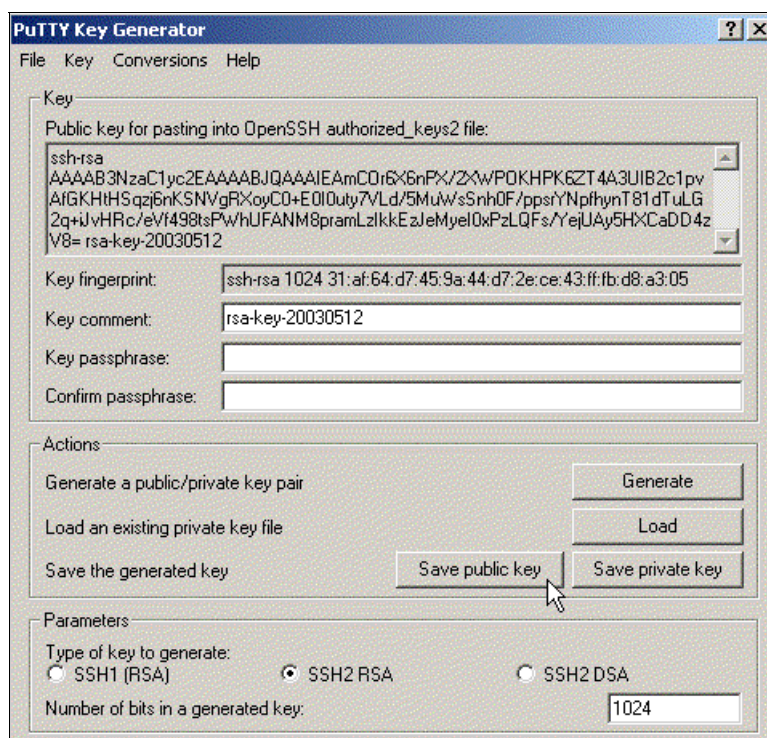 PuTTY Key Generator
File Key Conversions Help
Key
Public key for pasting into OpenSSH authorized_keys2 file:
ssh-rsa
AAAAB3NzaC1yc2EAAAABJQAAAIEAmCOr6X6nPX/2XWPOKHPK6ZT4A3UIB2c1pv
AfGKHtHSqzj6nKSNVgRXoyC0+E0I0uty7VLd/5MuWsSnh0F/ppsrYNpfhynT81dTuLG
2q+iJvHRc/eVf498tsPWhUFANM8pramLzIkkEzJeMyeI0xPzLQFs/YejUAy5HXCaDD4z
V8= rsa-key-20030512
Key fingerprint: ssh-rsa 1024 31:af:64:d7:45:9a:44:d7:2e:ce:43:ff:fb:d8:a3:05
Key comment: rsa-key-20030512
Key passphrase:
Confirm passphrase:
Actions
Generate a public/private key pair Generate
Load an existing private key file Load
Save the generated key Save public key Save private key
Parameters
Type of key to generate:
SSH1 (RSA) SSH2 RSA SSH2 DSA
Number of bits in a generated key: 1024